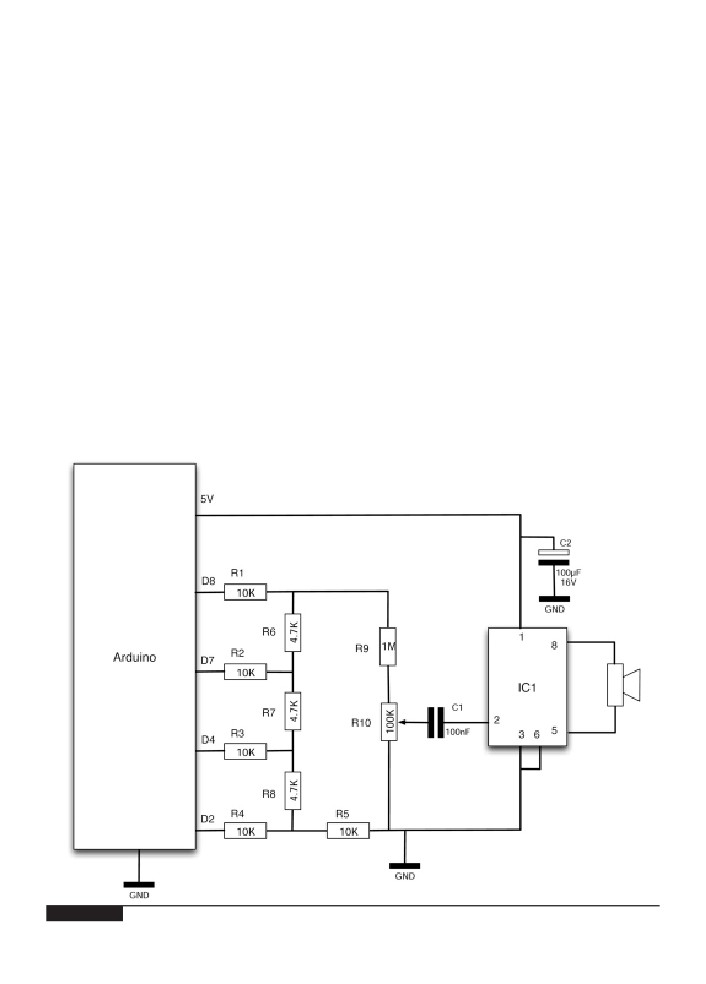 5V
C2
100µF
16V
GND
R1
D8
10K
R6
4.7K
R9
1M
1
8
Arduino
R2
D7
10K
IC1
R7
4.7K
R10
100K
C1
100nF
2
3
6
5
R3
D4
10K
R8
4.7K
R4
D2
10K
R5
10K
GND
GND